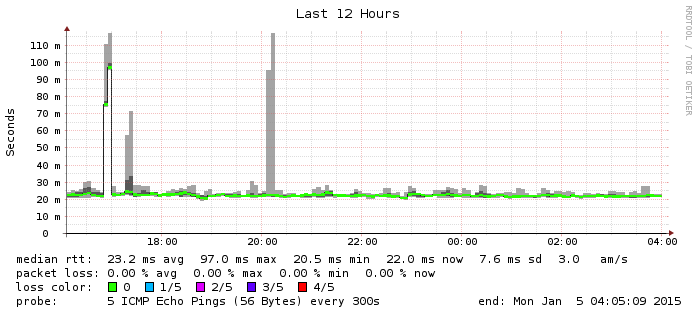 Last 12 Hours
RRDTOOL / TOBI OETIKER
Seconds
110 m
100 m
90 m
80 m
70 m
60 m
50 m
40 m
30 m
20 m
10 m
0
18:00 20:00 22:00 00:00 02:00 04:00
median rtt: 23.2 ms avg 97.0 ms max 20.5 ms min 22.0 ms now 7.6 ms sd 3.0 am/s
packet loss: 0.00 % avg 0.00 % max 0.00 % min 0.00 % now
loss color: 0 1/5 2/5 3/5 4/5
probe: 5 ICMP Echo Pings (56 Bytes) every 300s end: Mon Jan 5 04:05:09 2015